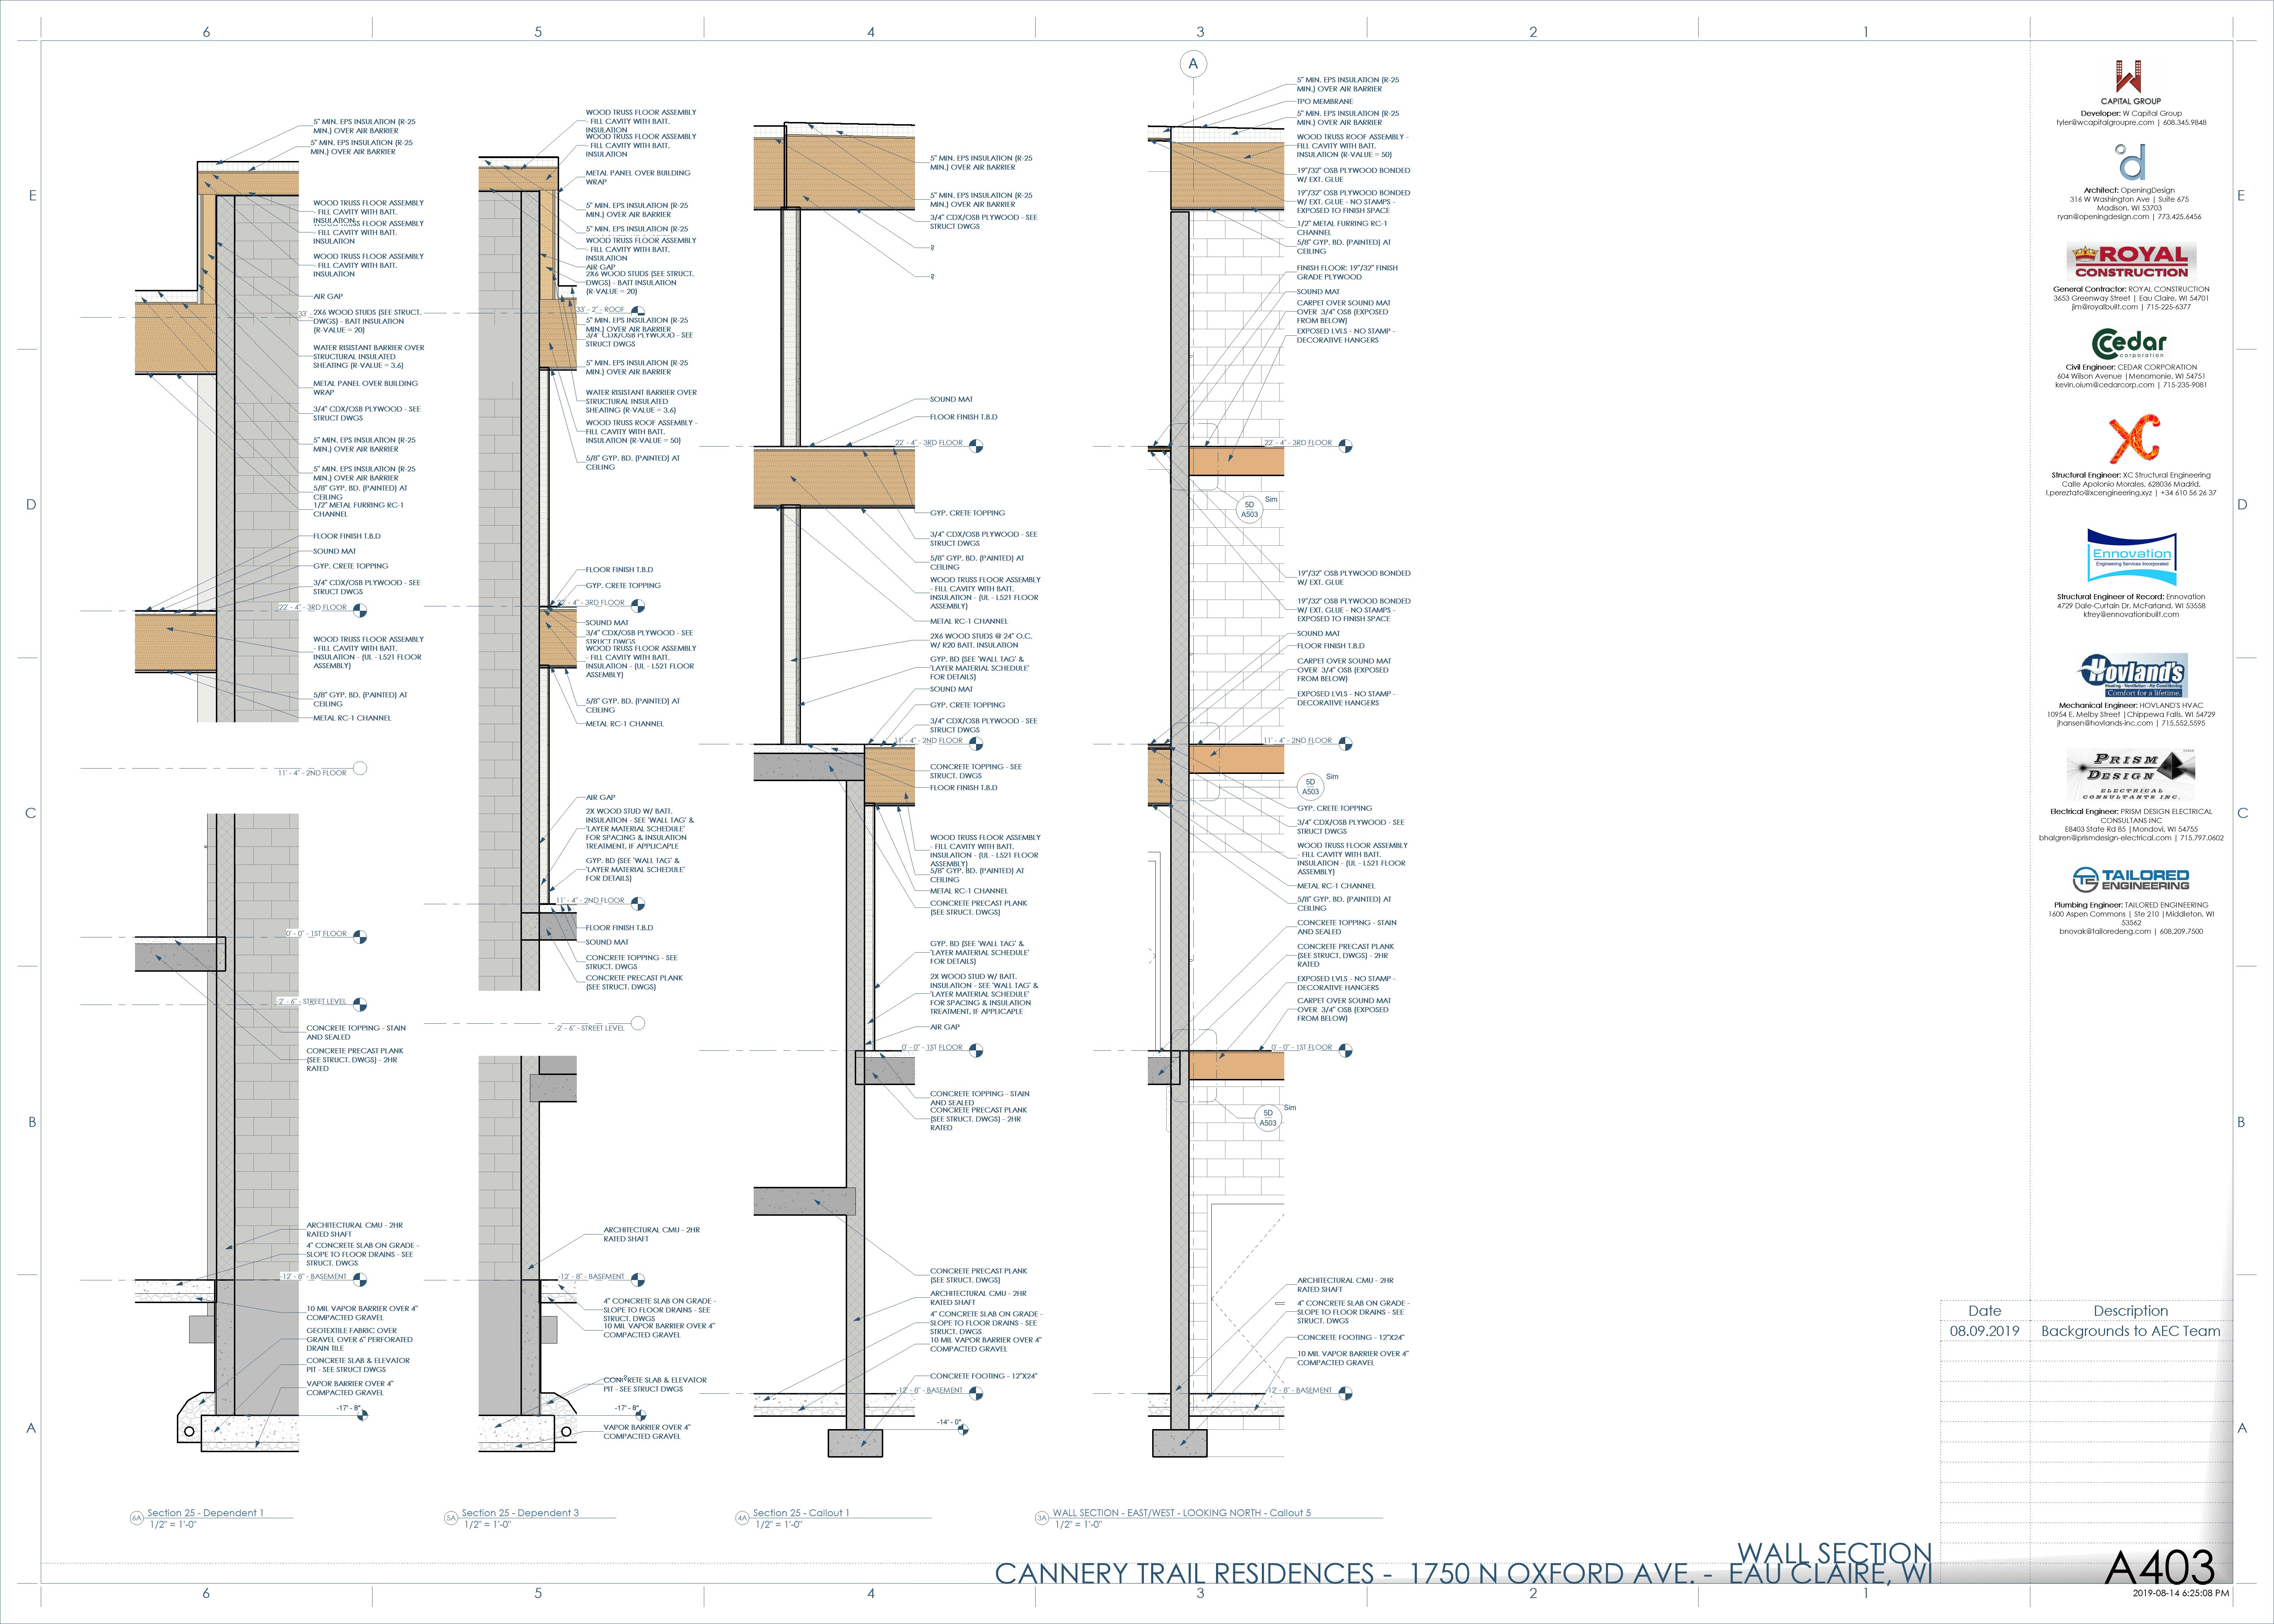 6
5
4
3
2
1
E
D
C
B
A
A
5" MIN. EPS INSULATION (R-25
MIN.) OVER AIR BARRIER
5" MIN. EPS INSULATION (R-25
MIN.) OVER AIR BARRIER
WOOD TRUSS FLOOR ASSEMBLY
- FILL CAVITY WITH BATT.
INSULATION
WOOD TRUSS FLOOR ASSEMBLY
- FILL CAVITY WITH BATT.
INSULATION
WOOD TRUSS FLOOR ASSEMBLY
- FILL CAVITY WITH BATT.
INSULATION
AIR GAP
33'
2X6 WOOD STUDS (SEE STRUCT.
DWGS) - BATT INSULATION
(R-VALUE = 20)
WATER RISISTANT BARRIER OVER
STRUCTURAL INSULATED
SHEATING (R-VALUE = 3.6)
METAL PANEL OVER BUILDING
WRAP
3/4" CDX/OSB PLYWOOD - SEE
STRUCT DWGS
5" MIN. EPS INSULATION (R-25
MIN.) OVER AIR BARRIER
5" MIN. EPS INSULATION (R-25
MIN.) OVER AIR BARRIER
5/8" GYP. BD. (PAINTED) AT
CEILING
1/2" METAL FURRING RC-1
CHANNEL
FLOOR FINISH T.B.D
SOUND MAT
GYP. CRETE TOPPING
3/4" CDX/OSB PLYWOOD - SEE
STRUCT DWGS
22' - 4" - 3RD FLOOR
WOOD TRUSS FLOOR ASSEMBLY
- FILL CAVITY WITH BATT.
INSULATION - (UL - L521 FLOOR
ASSEMBLY)
5/8" GYP. BD. (PAINTED) AT
CEILING
METAL RC-1 CHANNEL
11' - 4" - 2ND FLOOR
0' - 0" - 1ST FLOOR
-2' - 6" - STREET LEVEL
CONCRETE TOPPING - STAIN
AND SEALED
CONCRETE PRECAST PLANK
(SEE STRUCT. DWGS) - 2HR
RATED
ARCHITECTURAL CMU - 2HR
RATED SHAFT
4" CONCRETE SLAB ON GRADE -
SLOPE TO FLOOR DRAINS - SEE
STRUCT. DWGS
-12' - 8" - BASEMENT
10 MIL VAPOR BARRIER OVER 4"
COMPACTED GRAVEL
GEOTEXTILE FABRIC OVER
GRAVEL OVER 6" PERFORATED
DRAIN TILE
CONCRETE SLAB & ELEVATOR
PIT - SEE STRUCT DWGS
VAPOR BARRIER OVER 4"
COMPACTED GRAVEL
-17' - 8"
6A
Section 25 - Dependent 1
1/2" = 1'-0"
WOOD TRUSS FLOOR ASSEMBLY
- FILL CAVITY WITH BATT.
INSULATION
WOOD TRUSS FLOOR ASSEMBLY
- FILL CAVITY WITH BATT.
INSULATION
METAL PANEL OVER BUILDING
WRAP
5" MIN. EPS INSULATION (R-25
MIN.) OVER AIR BARRIER
5" MIN. EPS INSULATION (R-25
WOOD TRUSS FLOOR ASSEMBLY
- FILL CAVITY WITH BATT.
INSULATION
AIR GAP
2X6 WOOD STUDS (SEE STRUCT.
DWGS) - BATT INSULATION
(R-VALUE = 20)
33' - 2" - ROOF
5" MIN. EPS INSULATION (R-25
MIN.) OVER AIR BARRIER
3/4" CDX/OSB PLYWOOD - SEE
STRUCT DWGS
5" MIN. EPS INSULATION (R-25
MIN.) OVER AIR BARRIER
WATER RISISTANT BARRIER OVER
STRUCTURAL INSULATED
SHEATING (R-VALUE = 3.6)
WOOD TRUSS ROOF ASSEMBLY -
FILL CAVITY WITH BATT.
INSULATION (R-VALUE = 50)
5/8" GYP. BD. (PAINTED) AT
CEILING
FLOOR FINISH T.B.D
GYP. CRETE TOPPING
22' - 4" - 3RD FLOOR
SOUND MAT
3/4" CDX/OSB PLYWOOD - SEE
STRUCT DWGS
WOOD TRUSS FLOOR ASSEMBLY
- FILL CAVITY WITH BATT.
INSULATION - (UL - L521 FLOOR
ASSEMBLY)
5/8" GYP. BD. (PAINTED) AT
CEILING
METAL RC-1 CHANNEL
AIR GAP
2X WOOD STUD W/ BATT.
INSULATION - SEE 'WALL TAG' &
'LAYER MATERIAL SCHEDULE'
FOR SPACING & INSULATION
TREATMENT, IF APPLICAPLE
GYP. BD (SEE 'WALL TAG' &
'LAYER MATERIAL SCHEDULE'
FOR DETAILS)
11' - 4" - 2ND FLOOR
FLOOR FINISH T.B.D
SOUND MAT
CONCRETE TOPPING - SEE
STRUCT. DWGS
CONCRETE PRECAST PLANK
(SEE STRUCT. DWGS)
-2' - 6" - STREET LEVEL
ARCHITECTURAL CMU - 2HR
RATED SHAFT
-12' - 8" - BASEMENT
4" CONCRETE SLAB ON GRADE -
SLOPE TO FLOOR DRAINS - SEE
STRUCT. DWGS
10 MIL VAPOR BARRIER OVER 4"
COMPACTED GRAVEL
?
CONCRETE SLAB & ELEVATOR
PIT - SEE STRUCT DWGS
-17' - 8"
VAPOR BARRIER OVER 4"
COMPACTED GRAVEL
5A
Section 25 - Dependent 3
1/2" = 1'-0"
5" MIN. EPS INSULATION (R-25
MIN.) OVER AIR BARRIER
5" MIN. EPS INSULATION (R-25
MIN.) OVER AIR BARRIER
3/4" CDX/OSB PLYWOOD - SEE
STRUCT DWGS
?
?
SOUND MAT
FLOOR FINISH T.B.D
22' - 4" - 3RD FLOOR
GYP. CRETE TOPPING
3/4" CDX/OSB PLYWOOD - SEE
STRUCT DWGS
5/8" GYP. BD. (PAINTED) AT
CEILING
WOOD TRUSS FLOOR ASSEMBLY
- FILL CAVITY WITH BATT.
INSULATION - (UL - L521 FLOOR
ASSEMBLY)
METAL RC-1 CHANNEL
2X6 WOOD STUDS @ 24" O.C.
W/ R20 BATT. INSULATION
GYP. BD (SEE 'WALL TAG' &
'LAYER MATERIAL SCHEDULE'
FOR DETAILS)
SOUND MAT
GYP. CRETE TOPPING
3/4" CDX/OSB PLYWOOD - SEE
STRUCT DWGS
11' - 4" - 2ND FLOOR
CONCRETE TOPPING - SEE
STRUCT. DWGS
FLOOR FINISH T.B.D
WOOD TRUSS FLOOR ASSEMBLY
- FILL CAVITY WITH BATT.
INSULATION - (UL - L521 FLOOR
ASSEMBLY)
5/8" GYP. BD. (PAINTED) AT
CEILING
METAL RC-1 CHANNEL
CONCRETE PRECAST PLANK
(SEE STRUCT. DWGS)
GYP. BD (SEE 'WALL TAG' &
'LAYER MATERIAL SCHEDULE'
FOR DETAILS)
2X WOOD STUD W/ BATT.
INSULATION - SEE 'WALL TAG' &
'LAYER MATERIAL SCHEDULE'
FOR SPACING & INSULATION
TREATMENT, IF APPLICAPLE
AIR GAP
0' - 0" - 1ST FLOOR
CONCRETE TOPPING - STAIN
AND SEALED
CONCRETE PRECAST PLANK
(SEE STRUCT. DWGS) - 2HR
RATED
CONCRETE PRECAST PLANK
(SEE STRUCT. DWGS)
ARCHITECTURAL CMU - 2HR
RATED SHAFT
4" CONCRETE SLAB ON GRADE -
SLOPE TO FLOOR DRAINS - SEE
STRUCT. DWGS
10 MIL VAPOR BARRIER OVER 4"
COMPACTED GRAVEL
CONCRETE FOOTING - 12"X24"
-12' - 8" - BASEMENT
-14' - 0"
4A
Section 25 - Callout 1
1/2" = 1'-0"
5" MIN. EPS INSULATION (R-25
MIN.) OVER AIR BARRIER
TPO MEMBRANE
5" MIN. EPS INSULATION (R-25
MIN.) OVER AIR BARRIER
WOOD TRUSS ROOF ASSEMBLY -
FILL CAVITY WITH BATT.
INSULATION (R-VALUE = 50)
19"/32" OSB PLYWOOD BONDED
W/ EXT. GLUE
19"/32" OSB PLYWOOD BONDED
W/ EXT. GLUE - NO STAMPS -
EXPOSED TO FINISH SPACE
1/2" METAL FURRING RC-1
CHANNEL
5/8" GYP. BD. (PAINTED) AT
CEILING
FINISH FLOOR: 19"/32" FINISH
GRADE PLYWOOD
SOUND MAT
CARPET OVER SOUND MAT
OVER 3/4" OSB (EXPOSED
FROM BELOW)
EXPOSED LVLS - NO STAMP -
DECORATIVE HANGERS
22' - 4" - 3RD FLOOR
5D
A503
Sim
19"/32" OSB PLYWOOD BONDED
W/ EXT. GLUE
19"/32" OSB PLYWOOD BONDED
W/ EXT. GLUE - NO STAMPS -
EXPOSED TO FINISH SPACE
SOUND MAT
FLOOR FINISH T.B.D
CARPET OVER SOUND MAT
OVER 3/4" OSB (EXPOSED
FROM BELOW)
EXPOSED LVLS - NO STAMP -
DECORATIVE HANGERS
11' - 4" - 2ND FLOOR
5D
A503
Sim
GYP. CRETE TOPPING
3/4" CDX/OSB PLYWOOD - SEE
STRUCT DWGS
WOOD TRUSS FLOOR ASSEMBLY
- FILL CAVITY WITH BATT.
INSULATION - (UL - L521 FLOOR
ASSEMBLY)
METAL RC-1 CHANNEL
5/8" GYP. BD. (PAINTED) AT
CEILING
CONCRETE TOPPING - STAIN
AND SEALED
CONCRETE PRECAST PLANK
(SEE STRUCT. DWGS) - 2HR
RATED
EXPOSED LVLS - NO STAMP -
DECORATIVE HANGERS
CARPET OVER SOUND MAT
OVER 3/4" OSB (EXPOSED
FROM BELOW)
0' - 0" - 1ST FLOOR
5D
A503
Sim
ARCHITECTURAL CMU - 2HR
RATED SHAFT
4" CONCRETE SLAB ON GRADE -
SLOPE TO FLOOR DRAINS - SEE
STRUCT. DWGS
CONCRETE FOOTING - 12"X24"
10 MIL VAPOR BARRIER OVER 4"
COMPACTED GRAVEL
-12' - 8" - BASEMENT
3A
WALL SECTION - EAST/WEST - LOOKING NORTH - Callout 5
1/2" = 1'-0"
CAPITAL GROUP
Developer: W Capital Group
tyler@wcapitalgroupre.com | 608.345.9848
d
Architect: OpeningDesign
316 W Washington Ave | Suite 675
Madison, WI 53703
ryan@openingdesign.com | 773.425.6456
ROYAL
CONSTRUCTION
General Contractor: ROYAL CONSTRUCTION
3653 Greenway Street | Eau Claire, WI 54701
jim@royalbuilt.com | 715-225-6377
Cedar
corporation
Civil Engineer: CEDAR CORPORATION
604 Wilson Avenue |Menomonie, WI 54751
kevin.oium@cedarcorp.com | 715-235-9081
XC
Structural Engineer: XC Structural Engineering
Calle Apolonio Morales, 628036 Madrid,
l.pereztato@xcengineering.xyz | +34 610 56 26 37
Ennovation
Engineering Services Incorporated
Structural Engineer of Record: Ennovation
4729 Dale-Curtain Dr, McFarland, WI 53558
kfrey@ennovationbuilt.com
Hovland's
Heating - Ventilation - Air Conditioning
Comfort for a lifetime.
Mechanical Engineer: HOVLAND'S HVAC
10954 E. Melby Street |Chippewa Falls, WI 54729
jhansen@hovlands-inc.com | 715.552.5595
PRISM
DESIGN
ELECTRICAL
CONSULTANTS INC.
Electrical Engineer: PRISM DESIGN ELECTRICAL
CONSULTANS INC
E8403 State Rd 85 |Mondovi, WI 54755
bhalgren@prismdesign-electrical.com | 715.797.0602
TE TAILORED
ENGINEERING
Plumbing Engineer: TAILORED ENGINEERING
1600 Aspen Commons | Ste 210 |Middleton, WI
53562
bnovak@tailoredeng.com | 608.209.7500
Date Description
08.09.2019 Backgrounds to AEC Team
WALL SECTION
CANNERY TRAIL RESIDENCES - 1750 N OXFORD AVE. - EAU CLAIRE, WI
A403
2019-08-14 6:25:08 PM
E
D
C
B
A
6
5
4
3
2
1